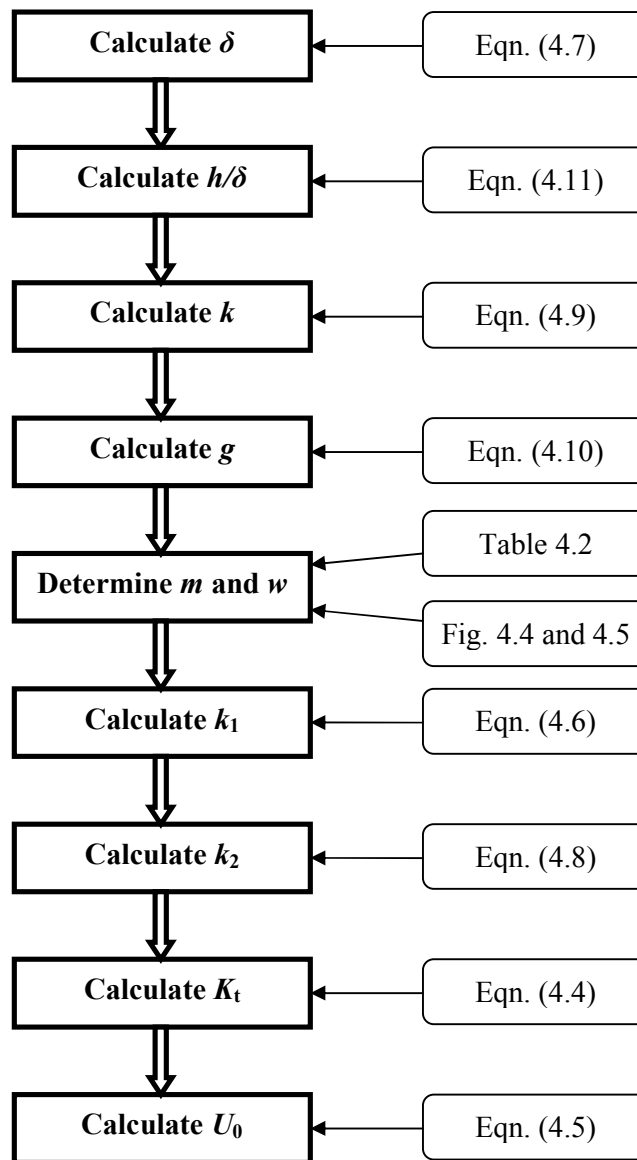 Calculate δ
Eqn. (4.7)
Calculate h/δ
Eqn. (4.11)
Calculate k
Eqn. (4.9)
Calculate g
Eqn. (4.10)
Table 4.2
Determine m and w
Fig. 4.4 and 4.5
Calculate k₁
Eqn. (4.6)
Calculate k₂
Eqn. (4.8)
Calculate Kₜ
Eqn. (4.4)
Calculate U₀
Eqn. (4.5)